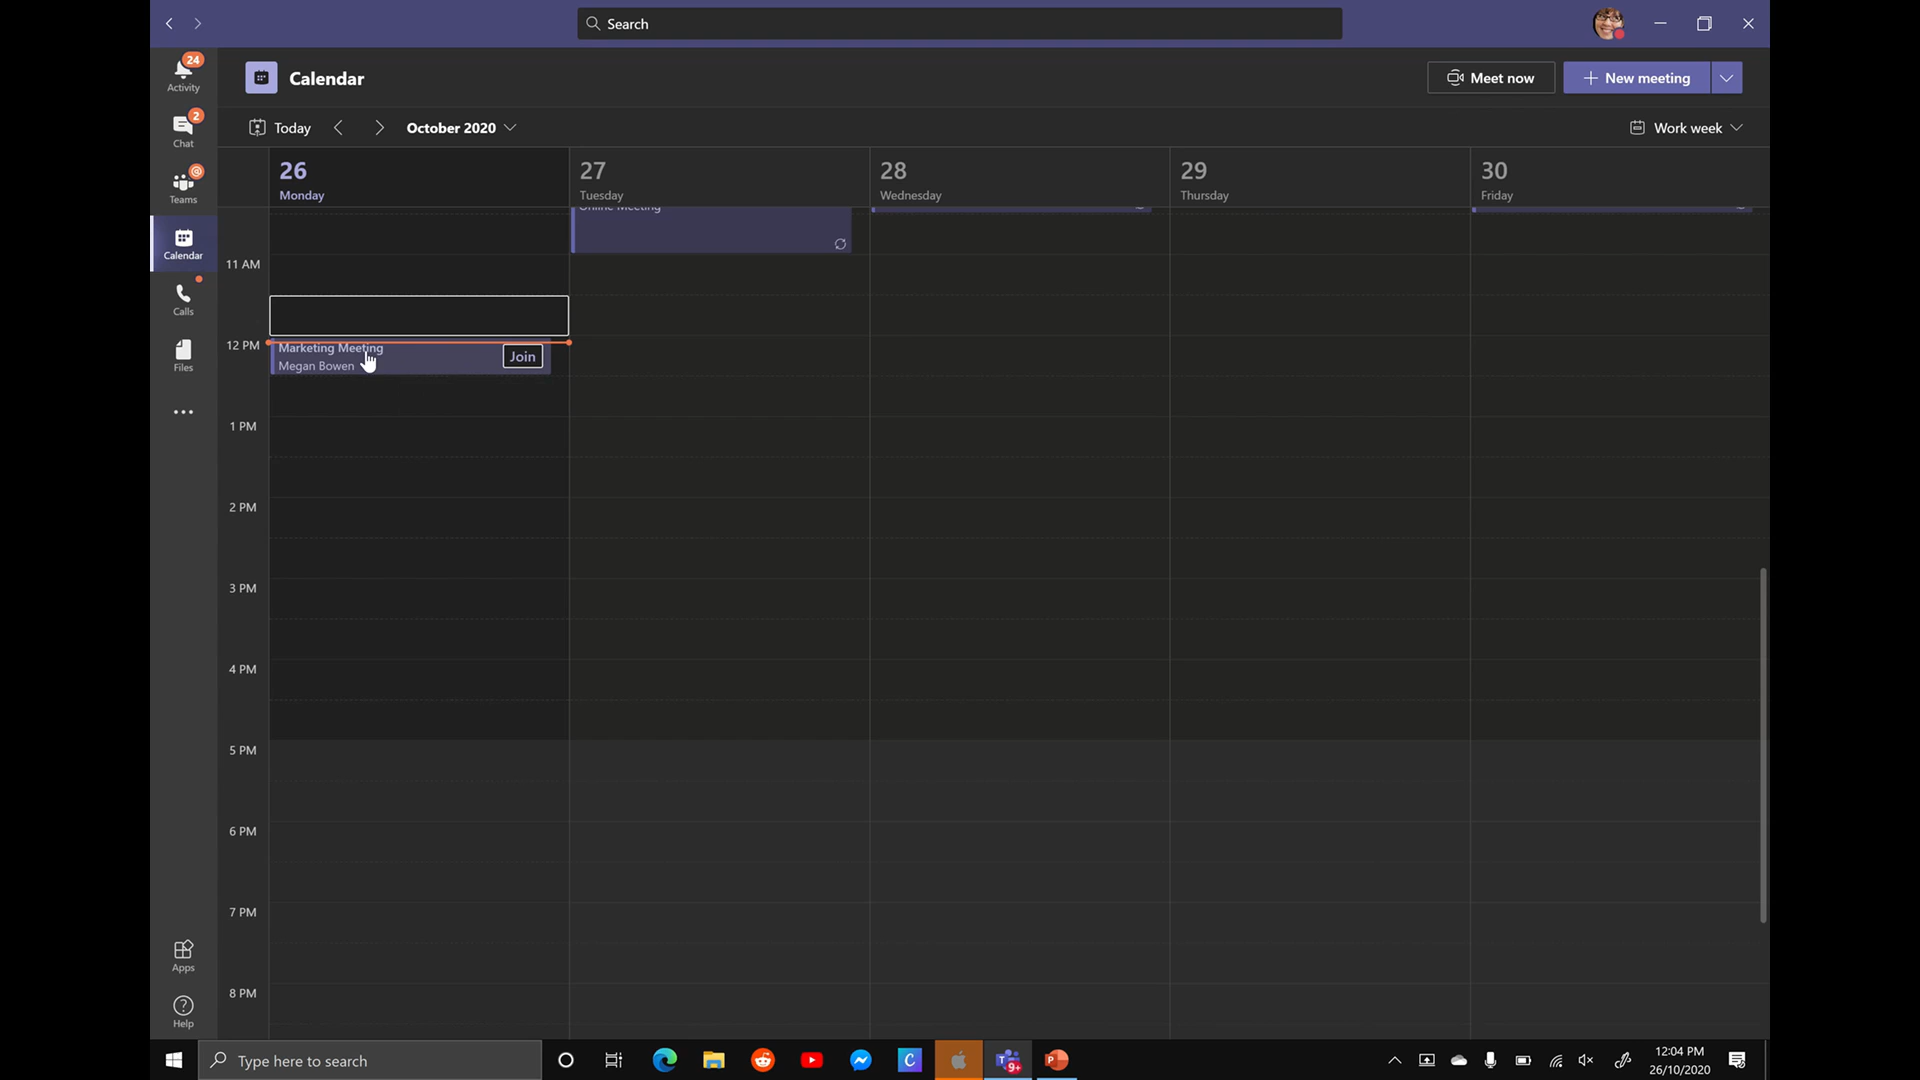 Search
24
Activity
Calendar
Meet now
New meeting
2
Chat
Today
October 2020
Work week
@
Teams
26
Monday
27
Tuesday
28
Wednesday
29
Thursday
30
Friday
Online Meeting
Calendar
11 AM
Calls
12 PM
Marketing Meeting
Megan Bowen
Join
Files
1 PM
2 PM
3 PM
4 PM
5 PM
6 PM
7 PM
8 PM
Apps
Help
Type here to search
C
T
9+
P
12:04 PM
26/10/2020